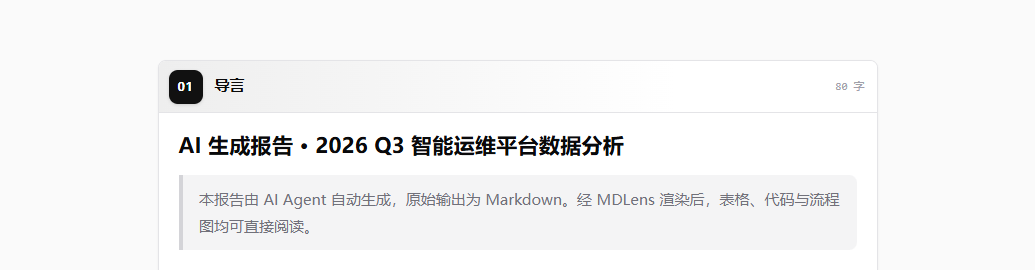 01
导言
80 字
AI 生成报告 • 2026 Q3 智能运维平台数据分析
本报告由 AI Agent 自动生成，原始输出为 Markdown。经 MDLens 渲染后，表格、代码与流程
图均可直接阅读。